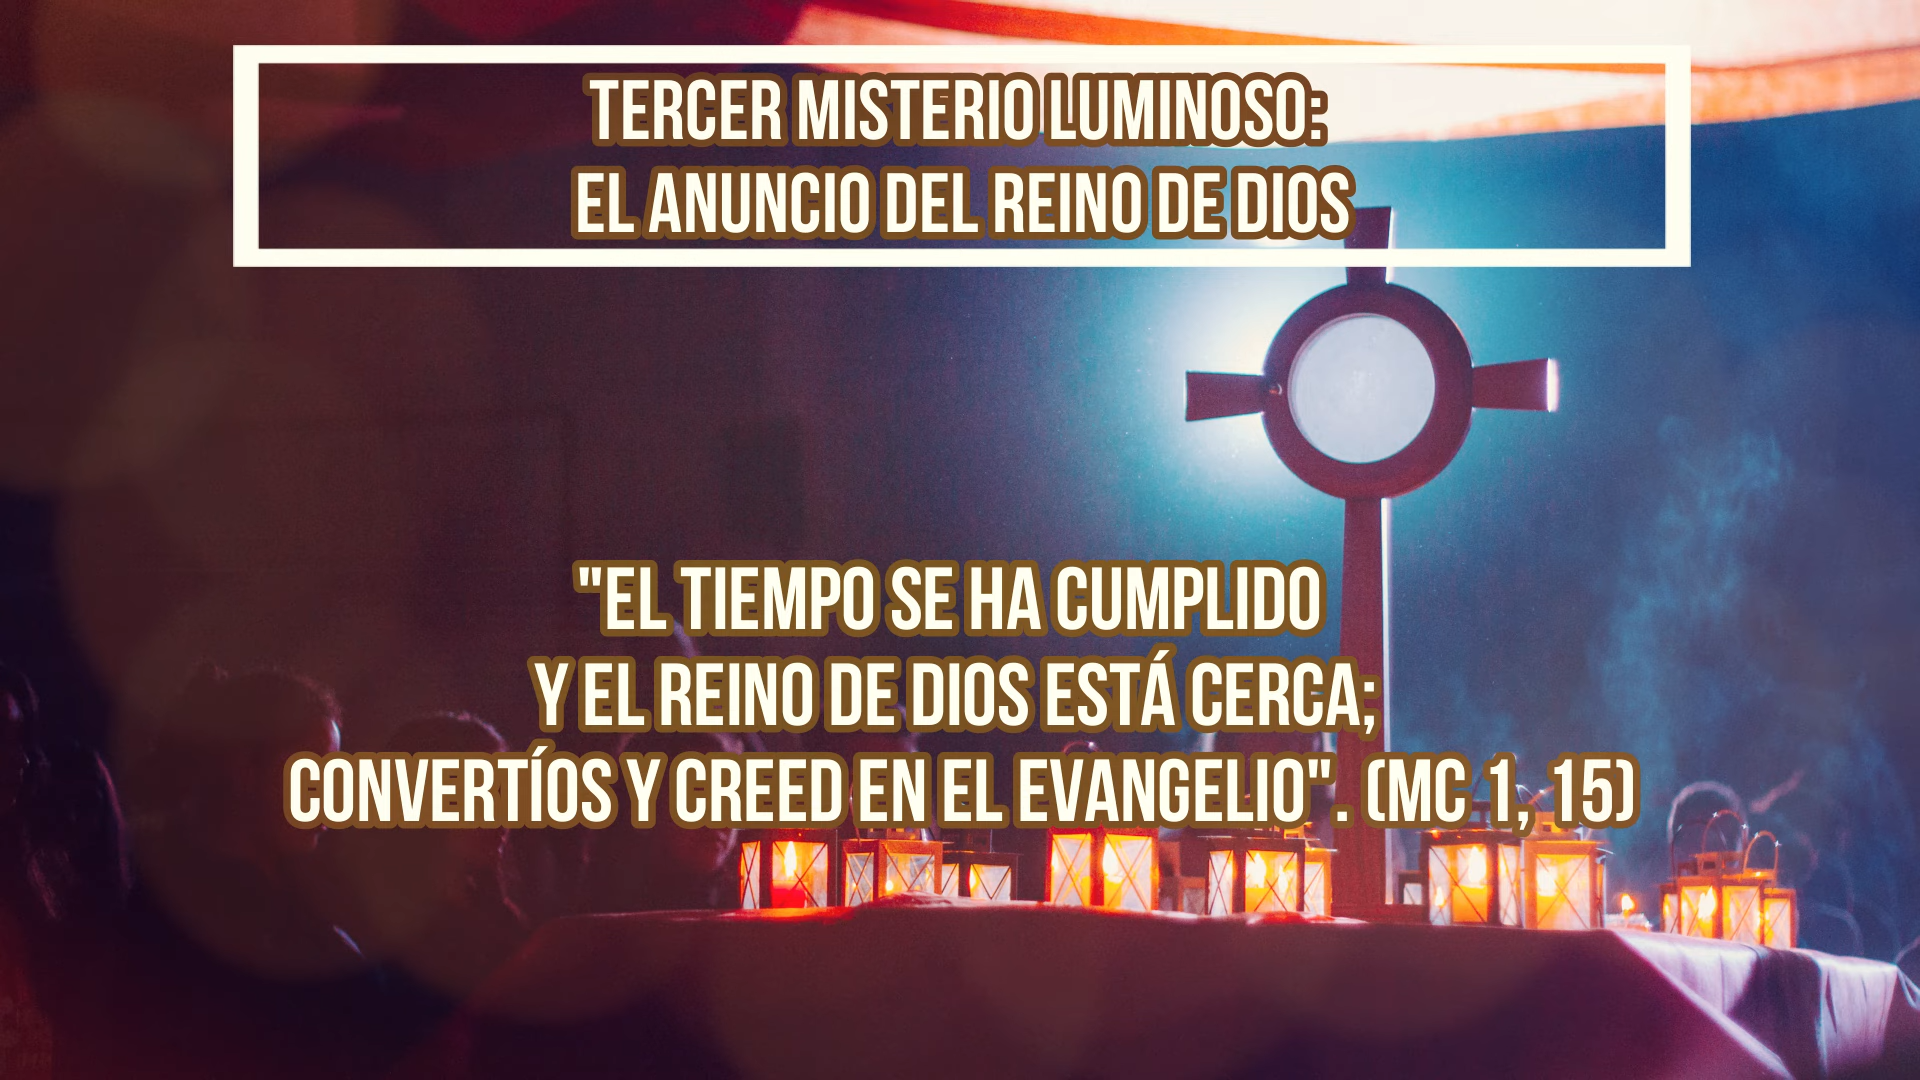 TERCER MISTERIO LUMINOSO:
EL ANUNCIO DEL REINO DE DIOS
"EL TIEMPO SE HA CUMPLIDO
Y EL REINO DE DIOS ESTÁ CERCA;
CONVERTÍOS Y CREED EN EL EVANGELIO". (MC 1, 15)